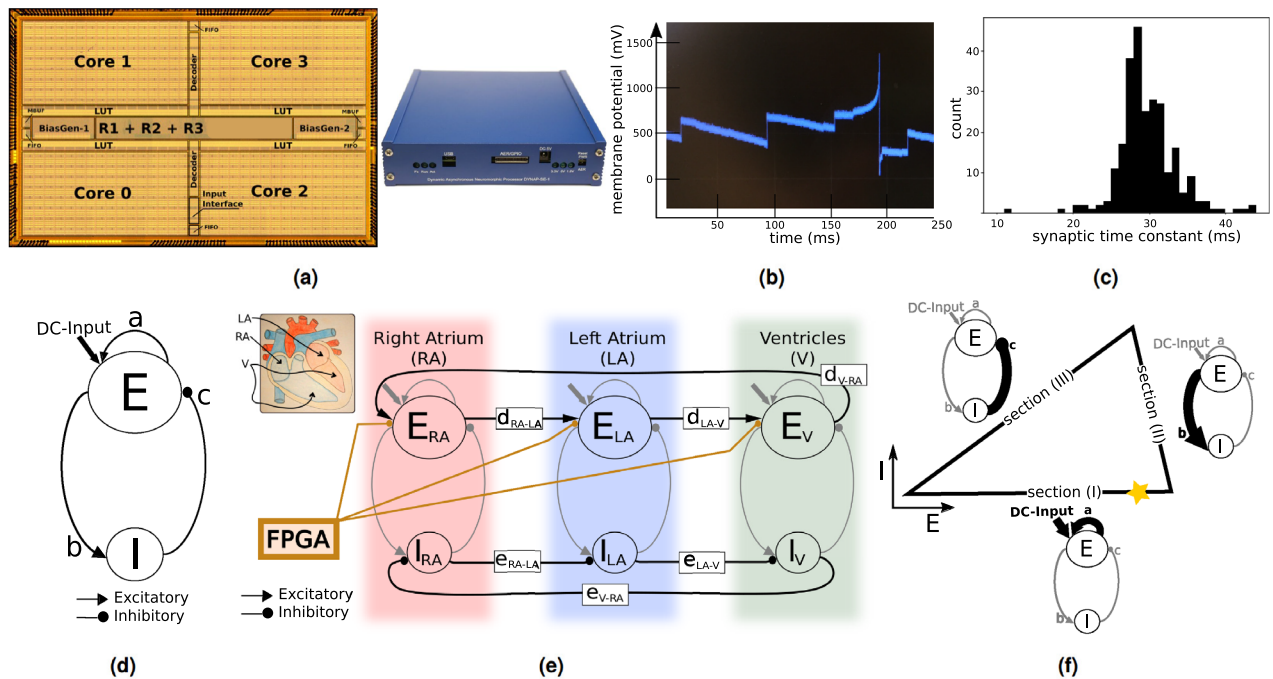 FIFO
Core 1
Decoder
Core 3
MBUF
LUT
LUT
MBUF
BiasGen-1
R1 + R2 + R3
BiasGen-2
FIFO
FIFO
Core 0
Decoder
Core 2
Input
Interface
FIFO
USB
AER/GPIO
(a)
membrane potential (mV)
1500
1000
500
0
50
100
150
200
250
time (ms)
(b)
count
40
30
20
10
0
10
20
30
40
synaptic time constant (ms)
(c)
DC-Input
a
E
c
b
I
Excitatory
Inhibitory
(d)
LA
RA
V
Right Atrium
(RA)
Left Atrium
(LA)
Ventricles
(V)
dV-RA
ERA
dRA-LA
ELA
dLA-V
EV
FPGA
IRA
eRA-LA
ILA
eLA-V
IV
eV-RA
Excitatory
Inhibitory
(e)
DC-Input
a
E
c
b
I
section (III)
section (II)
DC-Input
a
E
c
b
I
I
E
section (I)
DC-Input
a
E
c
b
I
(f)